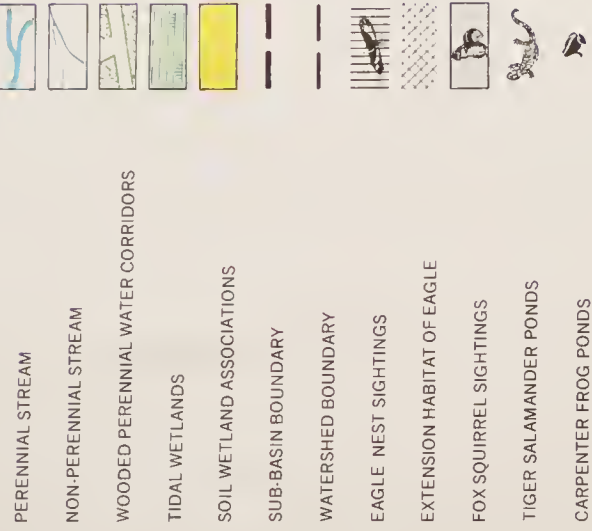 PERENNIAL STREAM
NON-PERENNIAL STREAM
WOODED PERENNIAL WATER CORRIDORS
TIDAL WETLANDS
SOIL WETLAND ASSOCIATIONS
SUB-BASIN BOUNDARY
WATERSHED BOUNDARY
EAGLE NEST SIGHTINGS
EXTENSION HABITAT OF EAGLE
FOX SQUIRREL SIGHTINGS
TIGER SALAMANDER PONDS
CARPENTER FROG PONDS